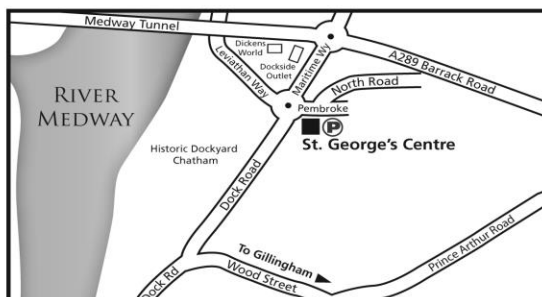 Medway Tunnel
Dickens
World
Dockside
Outlet
Leviathan Way
Maritime Wy
A289 Barrack Road
North Road
Pembroke
P
St. George's Centre
RIVER
MEDWAY
Historic Dockyard
Chatham
Dock Road
To Gillingham
Wood Street
Prince Arthur Road
Dock Rd